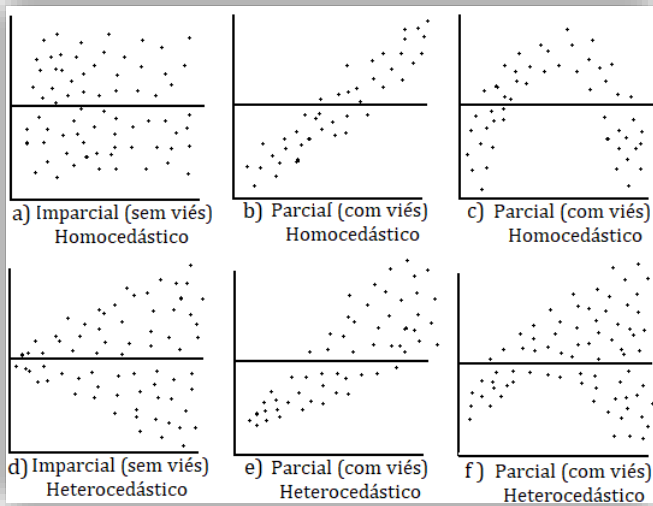 a) Imparcial (sem viés)
Homocedástico
b) Parcial (com viés)
Homocedástico
c) Parcial (com viés)
Homocedástico
d) Imparcial (sem viés)
Heterocedástico
e) Parcial (com viés)
Heterocedástico
f) Parcial (com viés)
Heterocedástico